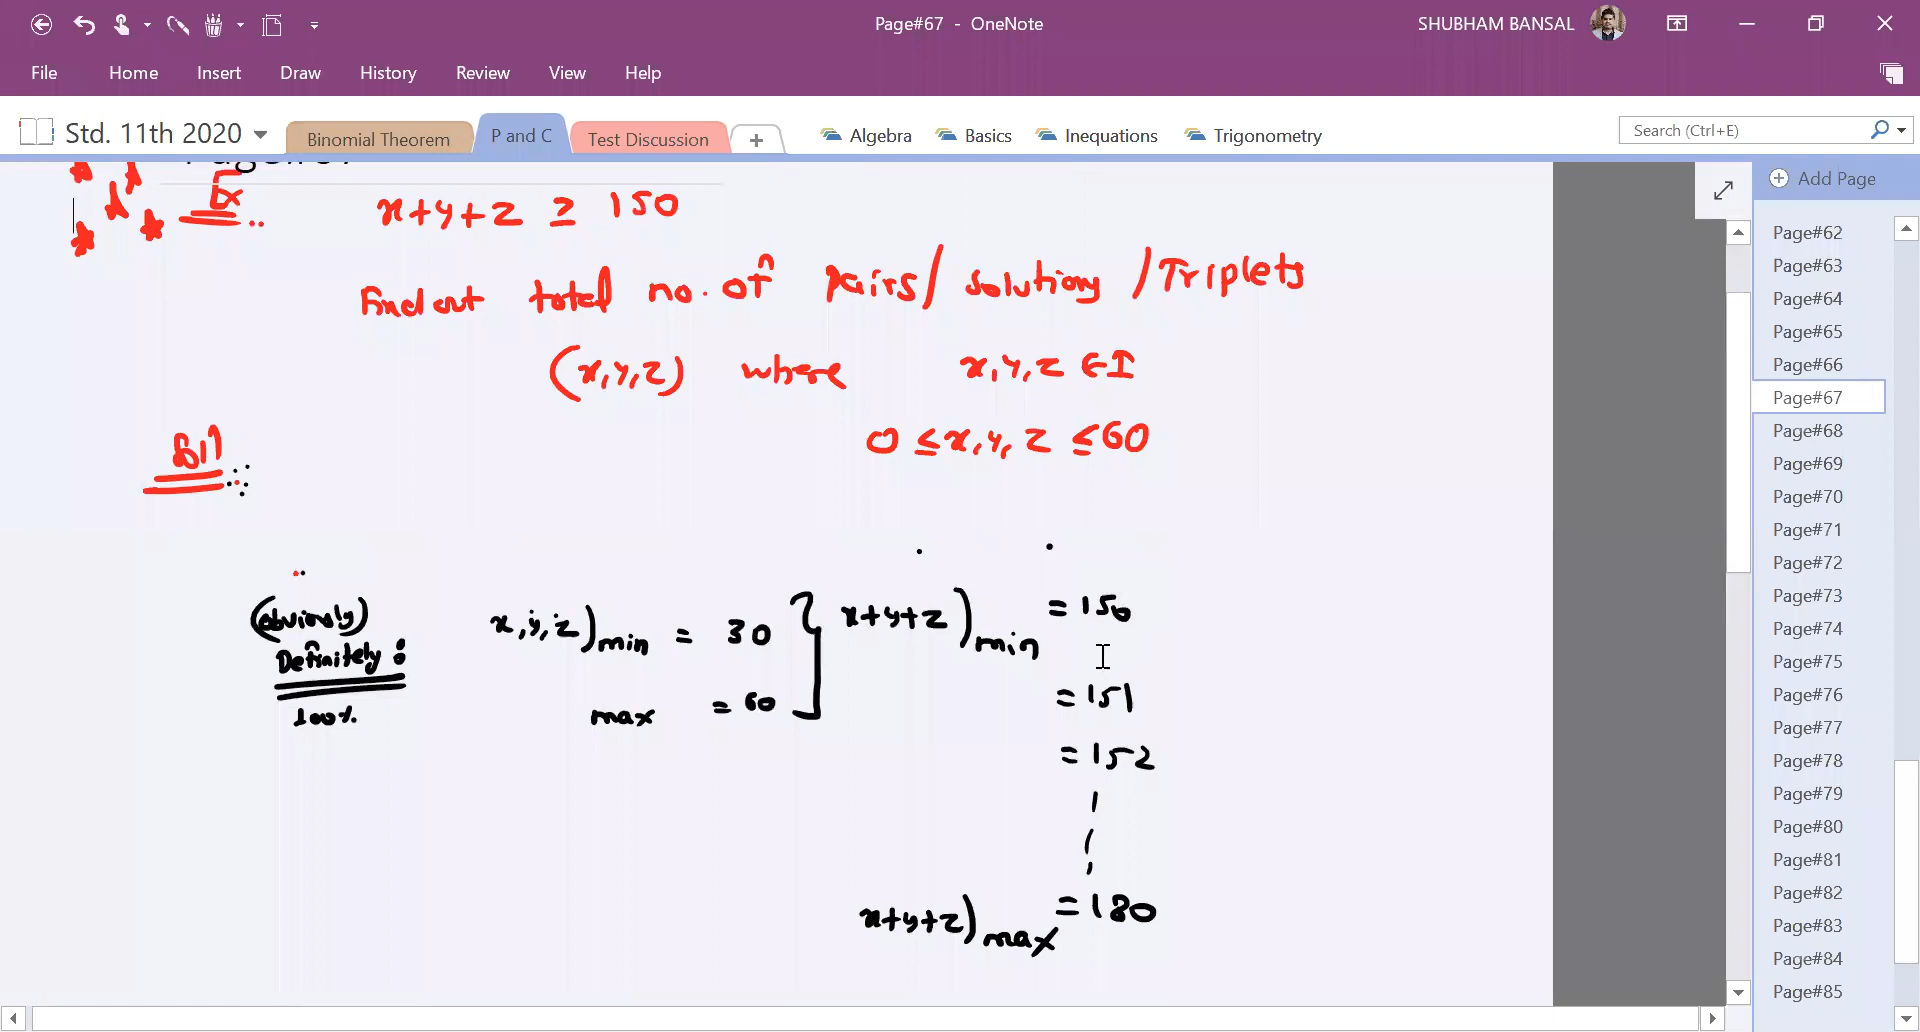 Page#67 - OneNote
SHUBHAM BANSAL
File Home Insert Draw History Review View Help
Std. 11th 2020
Binomial Theorem
P and C
Test Discussion
+
Algebra
Basics
Inequations
Trigonometry
Search (Ctrl+E)
Add Page
Ex
x+y+z ≥ 150
Find out total no. of pairs/ solutions /Triplets
(x,y,z) where x,y,z ∈ I
0 ≤ x, y, z ≤ 60
Sol
(obviously)
Definitely :
100%
x,y,z)min = 30
max = 60
x+y+z)min = 150
= 151
= 152
x+y+z)max = 180
Page#62
Page#63
Page#64
Page#65
Page#66
Page#67
Page#68
Page#69
Page#70
Page#71
Page#72
Page#73
Page#74
Page#75
Page#76
Page#77
Page#78
Page#79
Page#80
Page#81
Page#82
Page#83
Page#84
Page#85